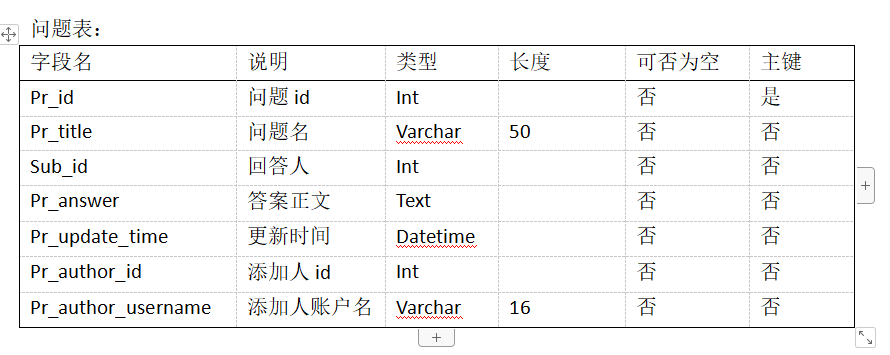 问题表：
字段名 说明 类型 长度 可否为空 主键
Pr_id 问题 id Int 否 是
Pr_title 问题名 Varchar 50 否 否
Sub_id 回答人 Int 否 否
Pr_answer 答案正文 Text 否 否
Pr_update_time 更新时间 Datetime 否 否
Pr_author_id 添加人 id Int 否 否
Pr_author_username 添加人账户名 Varchar 16 否 否